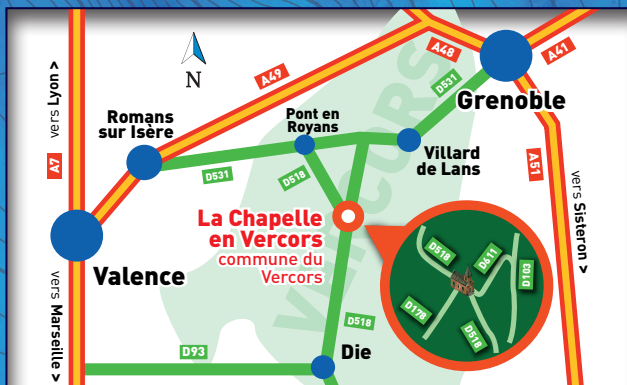 A48
A41
vers Lyon >
N
A49
D531
Grenoble
Romans
sur Isère
Pont en
Royans
A7
D531
D518
Villard
de Lans
A51
vers Sisteron >
VERCORS
La Chapelle
en Vercors
commune du
Vercors
Valence
vers Marseille >
D518
D611
D103
D178
D518
D518
D93
Die